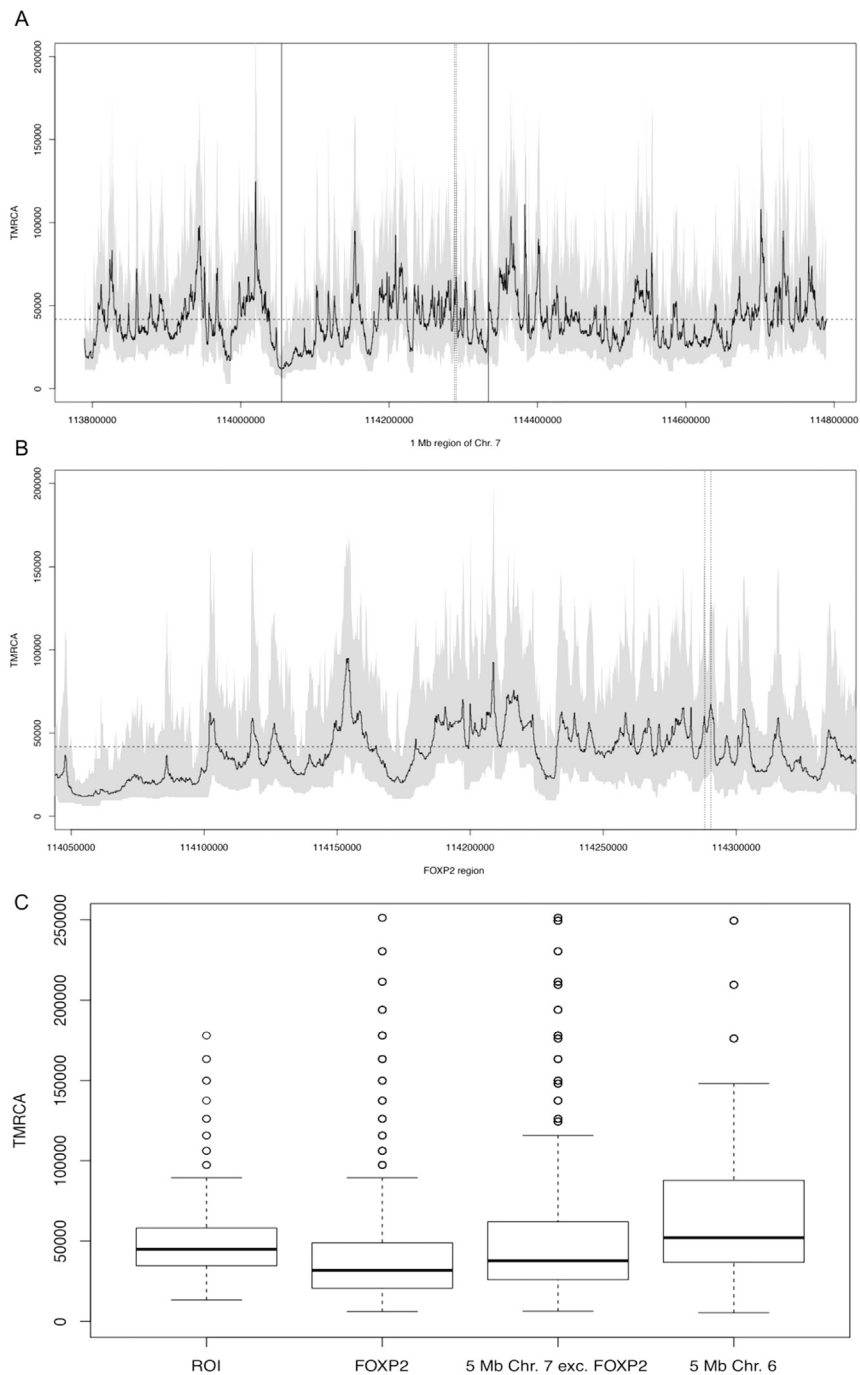 A
TMRCA
200000
150000
100000
50000
0
113800000 114000000 114200000 114400000 114600000 114800000
1 Mb region of Chr. 7
B
TMRCA
200000
150000
100000
50000
0
114050000 114100000 114150000 114200000 114250000 114300000
FOXP2 region
C
TMRCA
250000
200000
150000
100000
50000
0
ROI FOXP2 5 Mb Chr. 7 exc. FOXP2 5 Mb Chr. 6